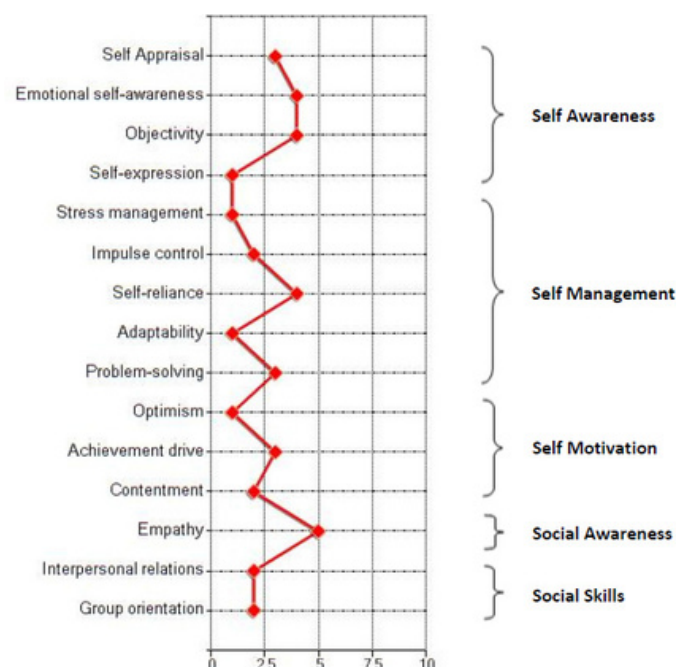 Self Appraisal
Emotional self-awareness
Objectivity
Self-expression
Stress management
Impulse control
Self-reliance
Adaptability
Problem-solving
Optimism
Achievement drive
Contentment
Empathy
Interpersonal relations
Group orientation
0 2.5 5 7.5 10
Self Awareness
Self Management
Self Motivation
Social Awareness
Social Skills